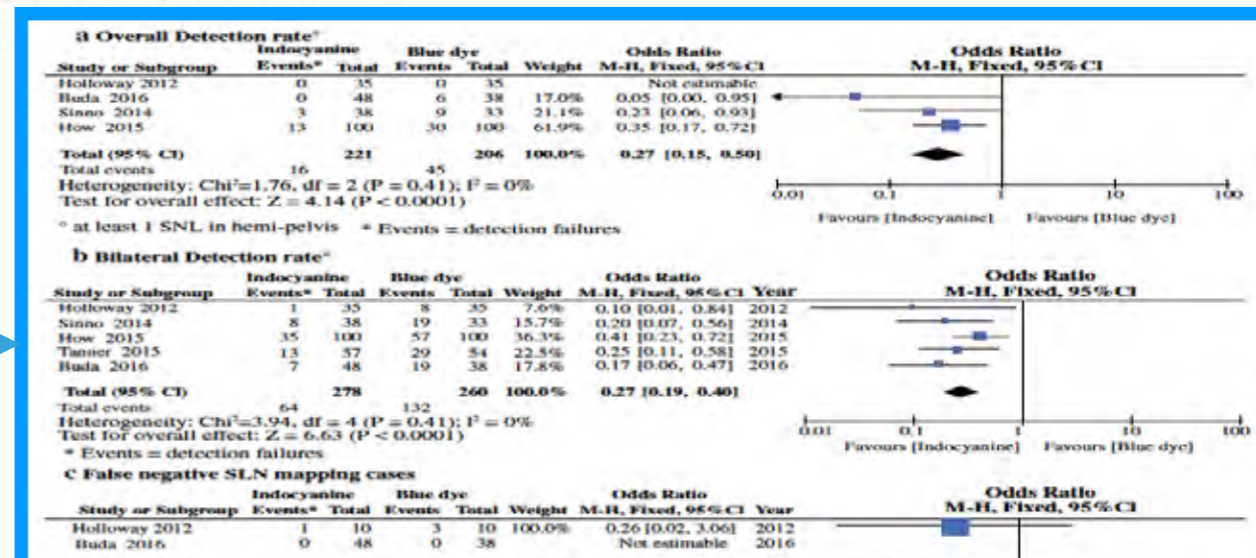 a Overall Detection rate°
Indocyanine Blue dye Odds Ratio Odds Ratio
Study or Subgroup Events* Total Events Total Weight M-H, Fixed, 95%CI M-H, Fixed, 95%CI
Holloway 2012 0 35 0 35 Not estimable
Buda 2016 0 48 6 38 17.0% 0.05 [0.00, 0.95]
Sinno 2014 3 38 9 33 21.1% 0.23 [0.06, 0.93]
How 2015 13 100 30 100 61.9% 0.35 [0.17, 0.72]
Total (95% CI) 221 206 100.0% 0.27 [0.15, 0.50]
Total events 16 45
Heterogeneity: Chi²=1.76, df = 2 (P = 0.41); I² = 0%
Test for overall effect: Z = 4.14 (P < 0.0001)
0.01 0.1 1 10 100
Favours [Indocyanine] Favours [Blue dye]
° at least 1 SNL in hemi-pelvis * Events = detection failures
b Bilateral Detection rate°
Indocyanine Blue dye Odds Ratio Odds Ratio
Study or Subgroup Events* Total Events Total Weight M-H, Fixed, 95%CI Year M-H, Fixed, 95%CI
Holloway 2012 1 35 8 35 7.6% 0.10 [0.01, 0.84] 2012
Sinno 2014 8 38 19 33 15.7% 0.20 [0.07, 0.56] 2014
How 2015 35 100 57 100 36.3% 0.41 [0.23, 0.72] 2015
Tanner 2015 13 57 29 54 22.5% 0.25 [0.11, 0.58] 2015
Buda 2016 7 48 19 38 17.8% 0.17 [0.06, 0.47] 2016
Total (95% CI) 278 260 100.0% 0.27 [0.19, 0.40]
Total events 64 132
Heterogeneity: Chi²=3.94, df = 4 (P = 0.41); I² = 0%
Test for overall effect: Z = 6.63 (P < 0.0001)
0.01 0.1 1 10 100
Favours [Indocyanine] Favours [Blue dye]
* Events = detection failures
c False negative SLN mapping cases
Indocyanine Blue dye Odds Ratio Odds Ratio
Study or Subgroup Events* Total Events Total Weight M-H, Fixed, 95%CI Year M-H, Fixed, 95%CI
Holloway 2012 1 10 3 10 100.0% 0.26 [0.02, 3.06] 2012
Buda 2016 0 48 0 38 Not estimable 2016